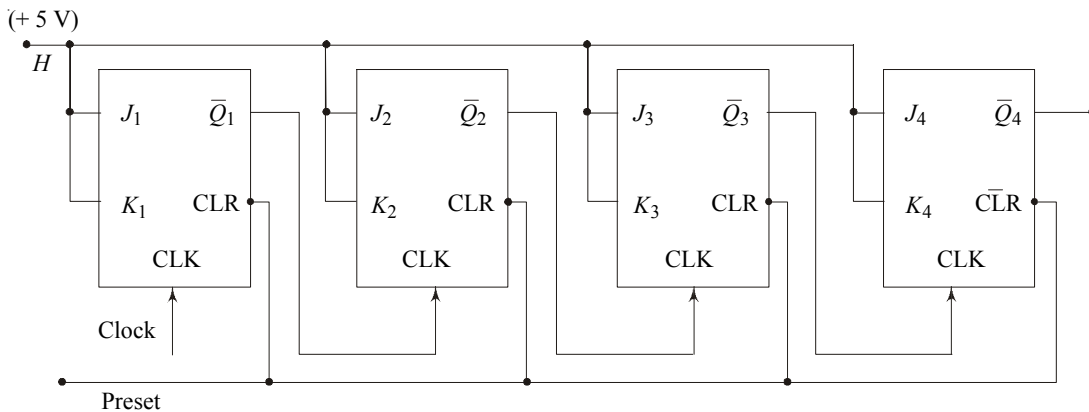 (+ 5 V)
H
J₁ Q̅₁ J₂ Q̅₂ J₃ Q̅₃ J₄ Q̅₄
K₁ CLR K₂ CLR K₃ CLR K₄ CL̅R
CLK CLK CLK CLK
Clock
Preset